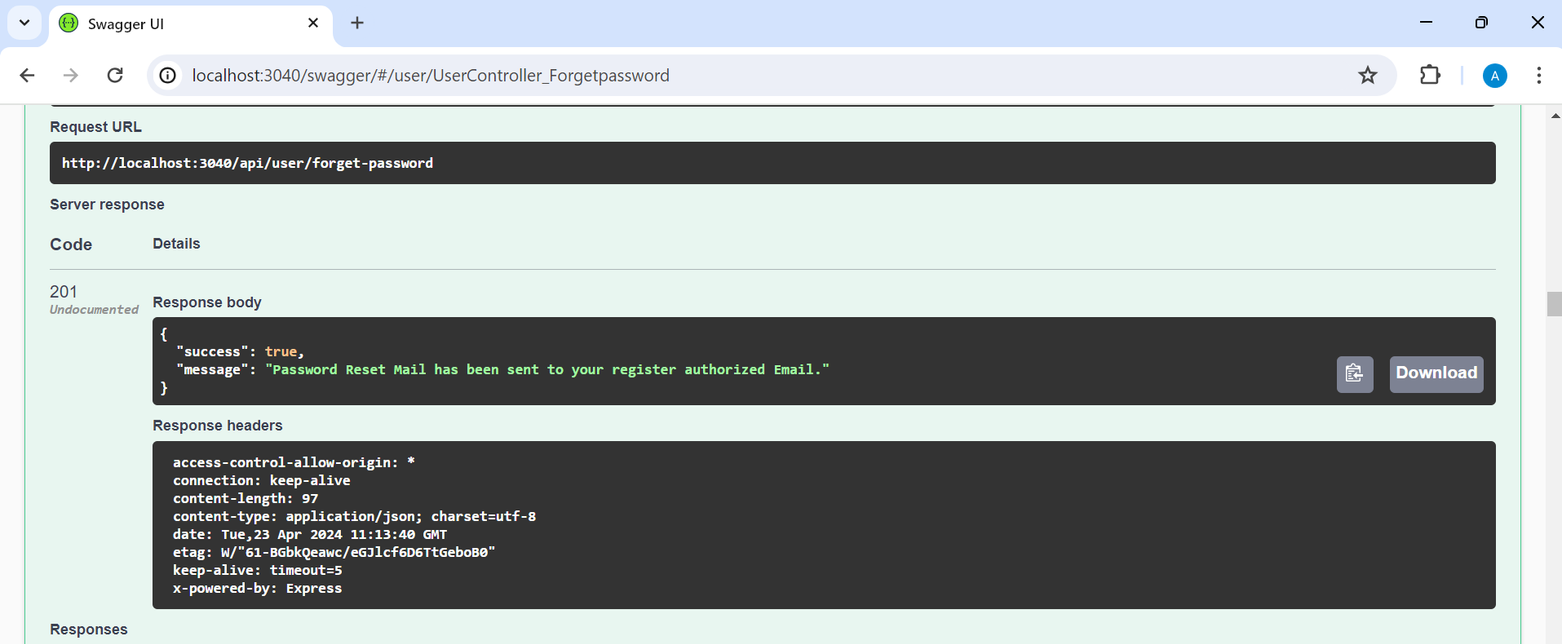 Swagger UI
localhost:3040/swagger/#/user/UserController_Forgetpassword
A
Request URL
http://localhost:3040/api/user/forget-password
Server response
Code Details
201
Undocumented
Response body
{
"success": true,
"message": "Password Reset Mail has been sent to your register authorized Email."
}
Download
Response headers
access-control-allow-origin: *
connection: keep-alive
content-length: 97
content-type: application/json; charset=utf-8
date: Tue,23 Apr 2024 11:13:40 GMT
etag: W/"61-BGbkQeawc/eGJlcf6D6TtGeboB0"
keep-alive: timeout=5
x-powered-by: Express
Responses